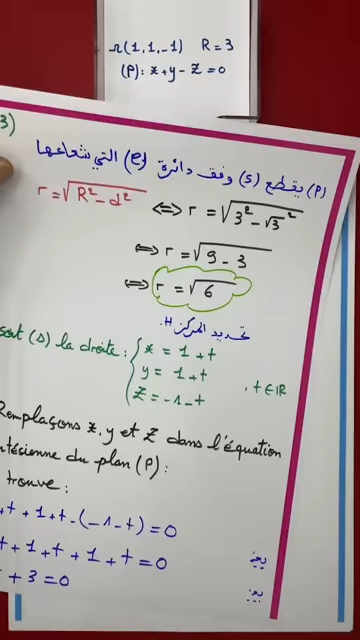 Ω(1,1,-1) R = 3
(P): x+y-z=0
3)
(P) يقطع (S) وفق دائرة (ℓ) التي شعاعها
r=√(R²-d²) ⟺ r=√(3²-√3²)
⟺ r=√(9-3)
⟺ r=√6
تحديد المركز H.
soit (Δ) la droite: { x = 1+t
y = 1+t
z = -1-t , t∈ℝ
Remplaçons x, y et z dans l'équation
tésienne du plan (P):
trouve:
+t+1+t-(-1-t)=0
t+1+t+1+t=0 يعني
+3=0